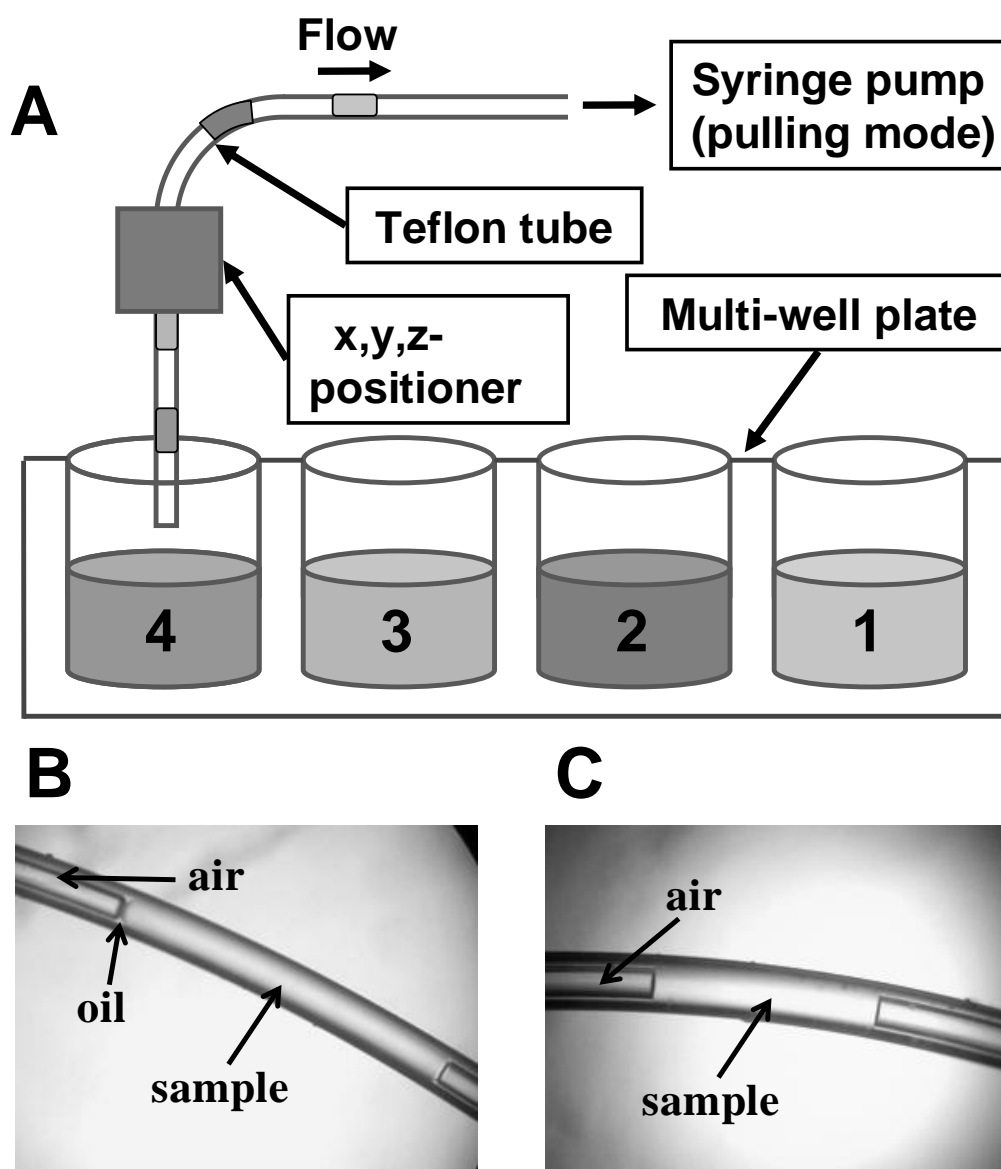 A
Flow
Syringe pump
(pulling mode)
Teflon tube
x,y,z-
positioner
Multi-well plate
4
3
2
1
B
C
air
oil
sample
air
sample